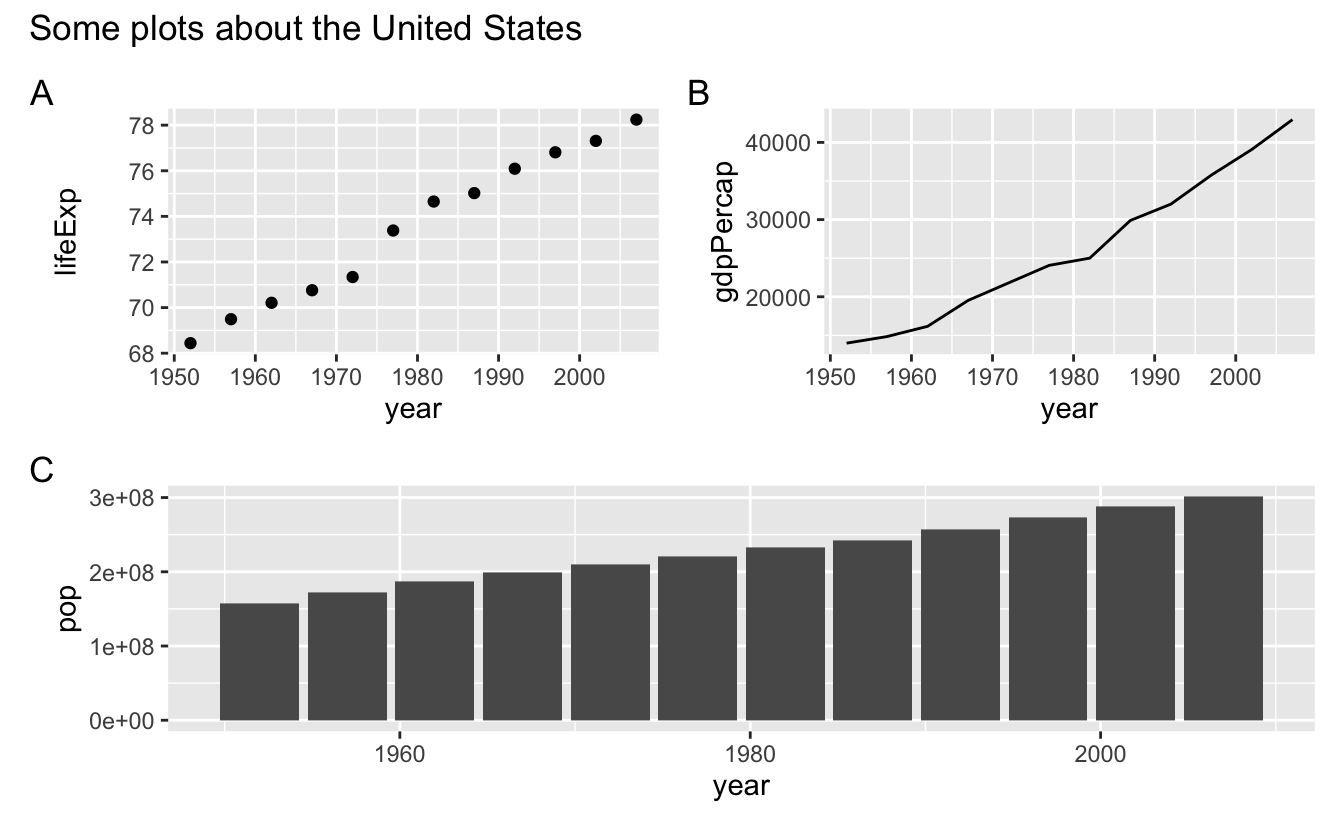 Some plots about the United States
A
lifeExp
78
76
74
72
70
68
1950 1960 1970 1980 1990 2000
year
B
gdpPercap
40000
30000
20000
1950 1960 1970 1980 1990 2000
year
C
pop
3e+08
2e+08
1e+08
0e+00
1960 1980 2000
year